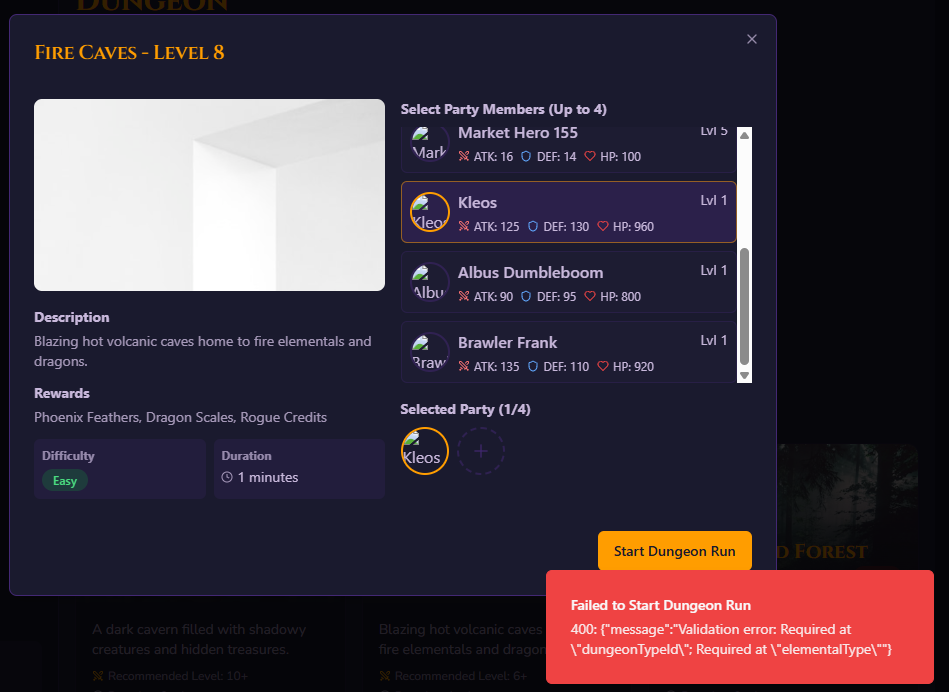 DUNGEON
FIRE CAVES - LEVEL 8
Select Party Members (Up to 4)
Market Hero 155
Lvl 5
Mark
ATK: 16 DEF: 14 HP: 100
Kleos
Lvl 1
Kleos
ATK: 125 DEF: 130 HP: 960
Albus Dumbleboom
Lvl 1
Albu
ATK: 90 DEF: 95 HP: 800
Brawler Frank
Lvl 1
Braw
ATK: 135 DEF: 110 HP: 920
Description
Blazing hot volcanic caves home to fire elementals and
dragons.
Rewards
Phoenix Feathers, Dragon Scales, Rogue Credits
Difficulty
Easy
Duration
1 minutes
Selected Party (1/4)
Kleos
Start Dungeon Run
D FOREST
Failed to Start Dungeon Run
400: {"message":"Validation error: Required at
\"dungeonTypeId\"; Required at \"elementalType\""}
A dark cavern filled with shadowy
creatures and hidden treasures.
Recommended Level: 10+
Blazing hot volcanic caves
fire elementals and dragon
Recommended Level: 6+